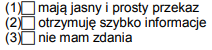 (1)☐ mają jasny i prosty przekaz
(2)☐ otrzymuję szybko informacje
(3)☐ nie mam zdania